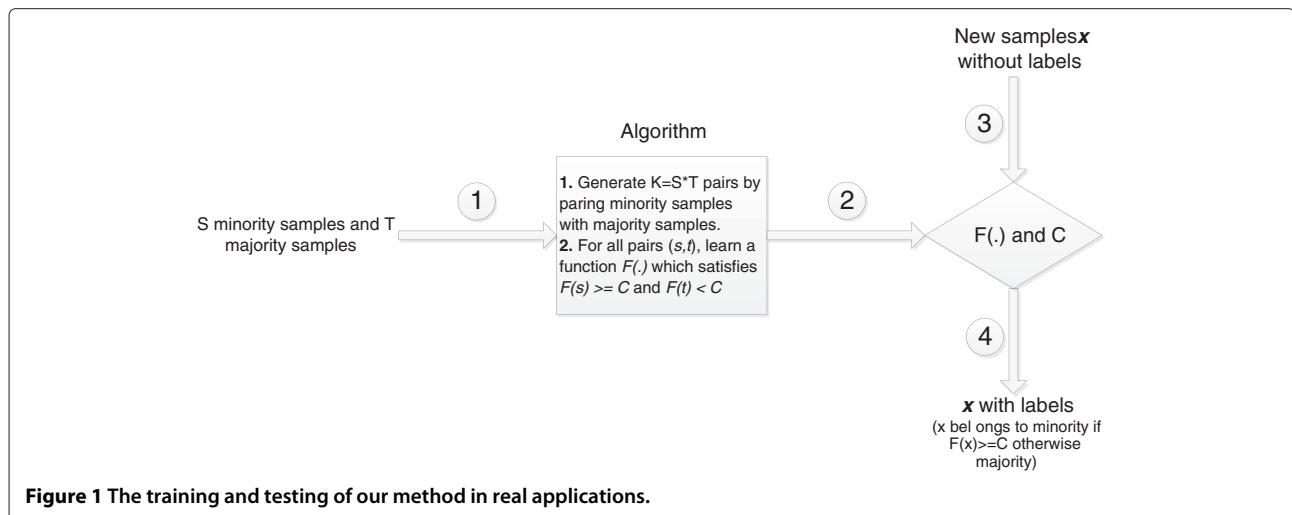 New samples x
without labels
3
Algorithm
1. Generate K=S*T pairs by
paring minority samples
with majority samples.
2. For all pairs (s,t), learn a
function F(.) which satisfies
F(s) >= C and F(t) < C
1
2
S minority samples and T
majority samples
F(.) and C
4
x with labels
(x bel ongs to minority if
F(x)>=C otherwise
majority)
Figure 1 The training and testing of our method in real applications.